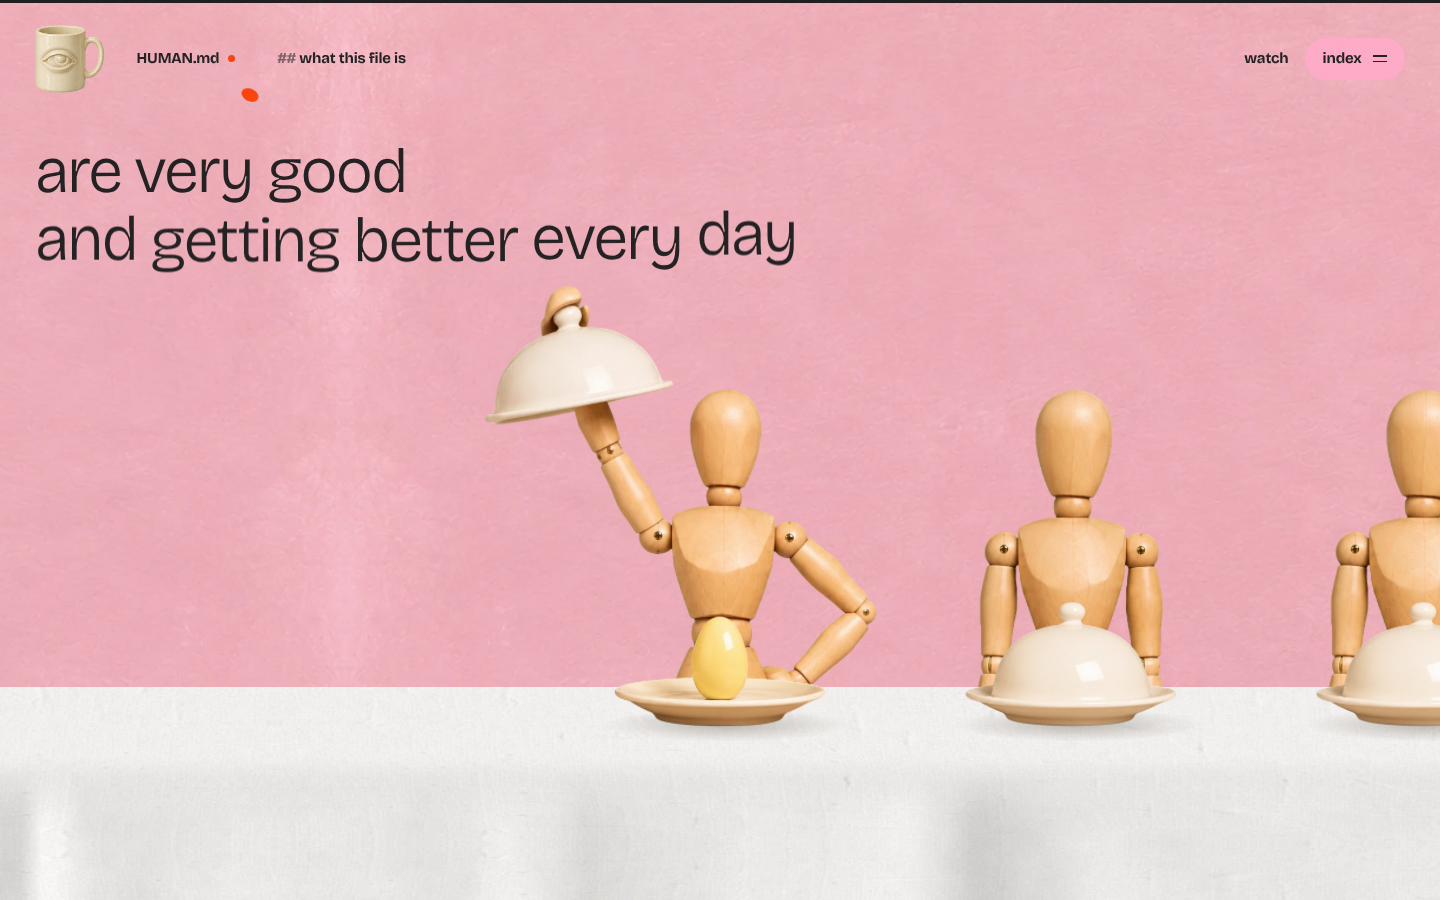 HUMAN.md
## what this file is
watch
index
are very good
and getting better every day